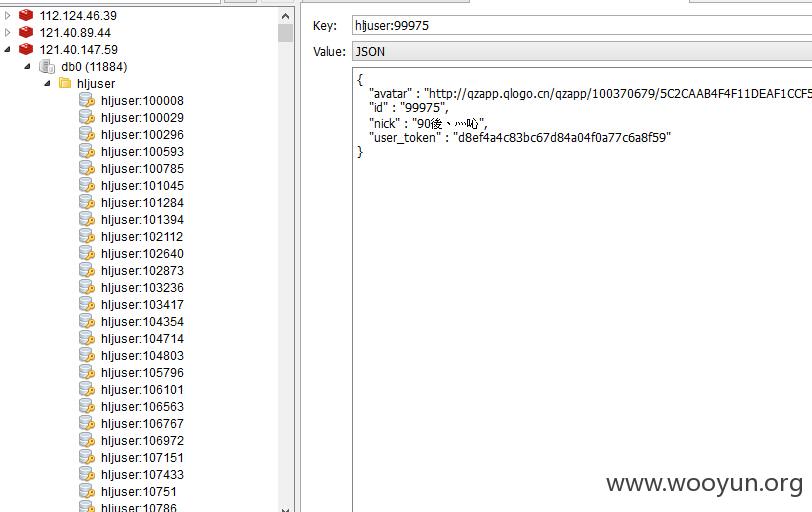 112.124.46.39
121.40.89.44
121.40.147.59
db0 (11884)
hljuser
hljuser:100008
hljuser:100029
hljuser:100296
hljuser:100593
hljuser:100785
hljuser:101045
hljuser:101284
hljuser:101394
hljuser:102112
hljuser:102640
hljuser:102873
hljuser:103236
hljuser:103417
hljuser:104354
hljuser:104714
hljuser:104803
hljuser:105796
hljuser:106101
hljuser:106563
hljuser:106767
hljuser:106972
hljuser:107151
hljuser:107433
hljuser:10751
hljuser:10786
Key: hljuser:99975
Value: JSON
{
"avatar" : "http://qzapp.qlogo.cn/qzapp/100370679/5C2CAAB4F4F11DEAF1CCF5
"id" : "99975",
"nick" : "90後、灬吣",
"user_token" : "d8ef4a4c83bc67d84a04f0a77c6a8f59"
}
www.wooyun.org